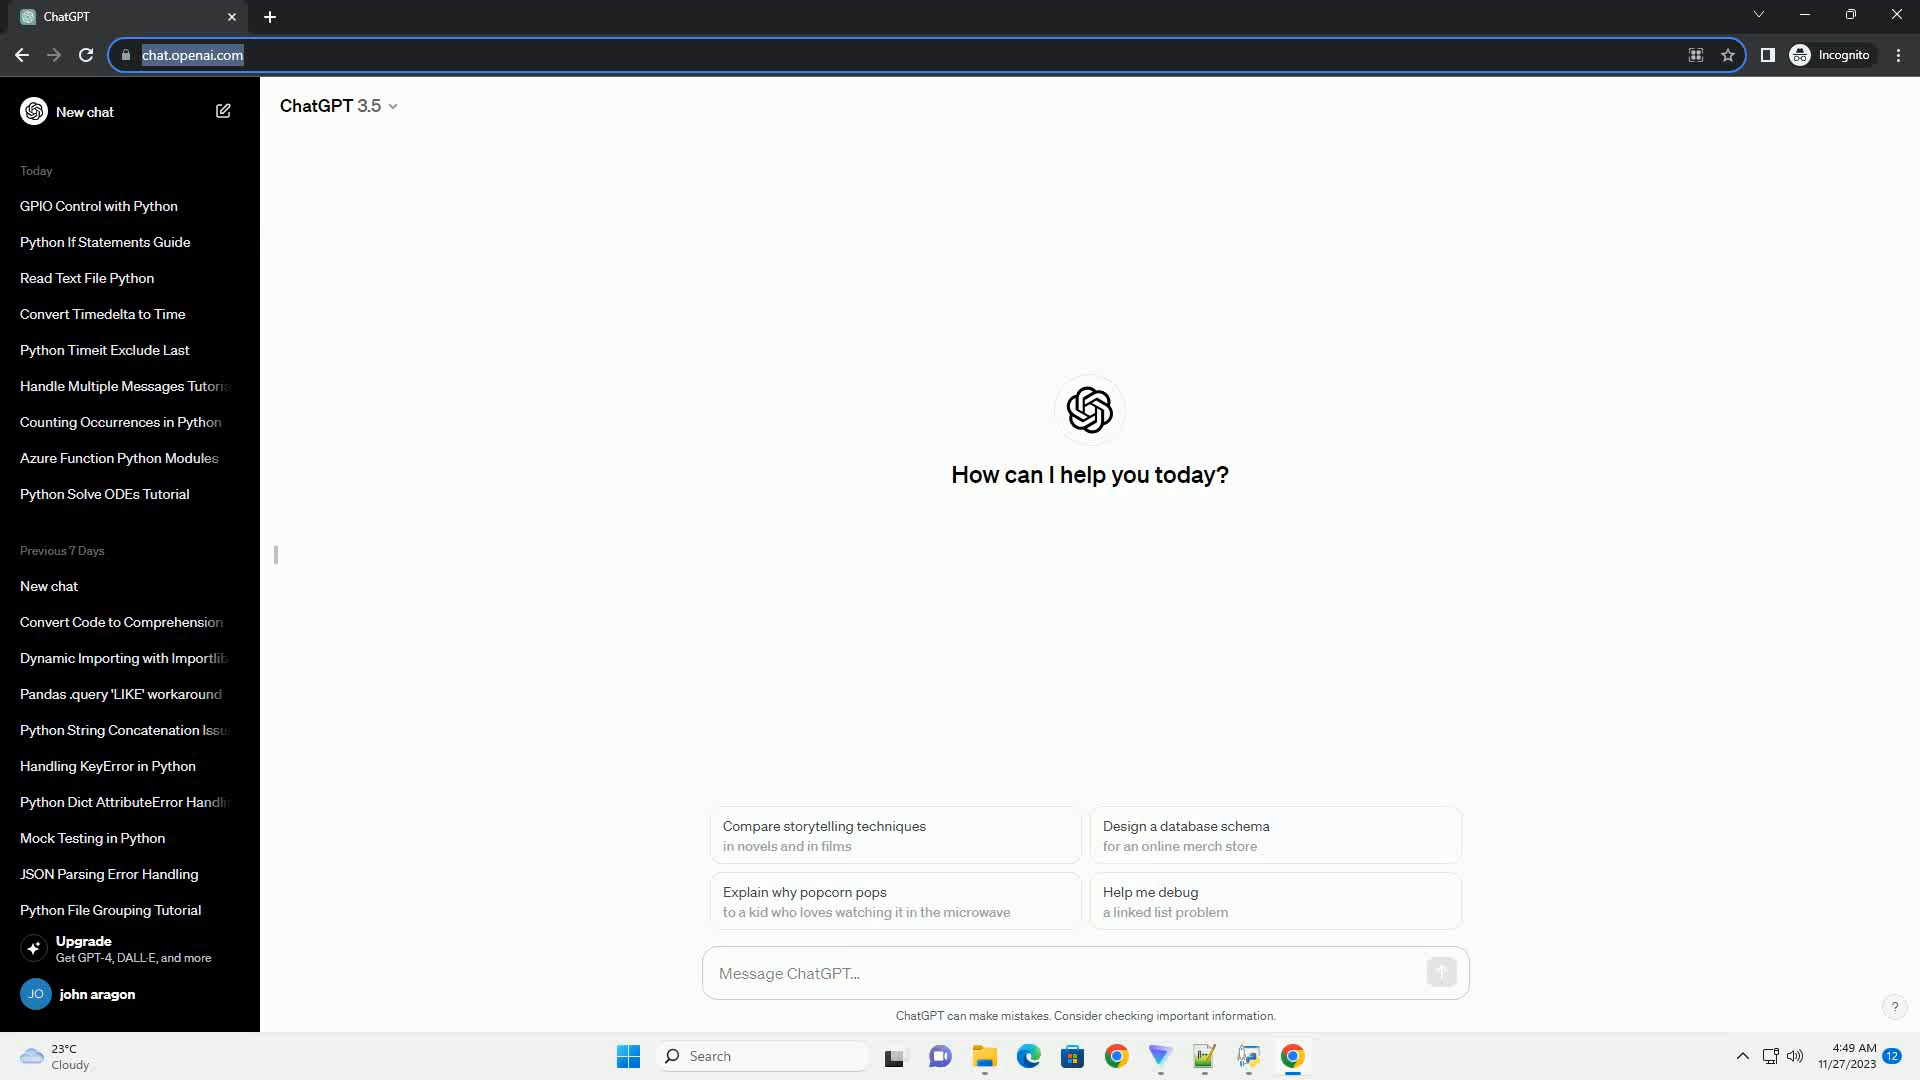 ChatGPT
chat.openai.com
Incognito
New chat
ChatGPT 3.5
Today
GPIO Control with Python
Python If Statements Guide
Read Text File Python
Convert Timedelta to Time
Python Timeit Exclude Last
Handle Multiple Messages Tutoria
Counting Occurrences in Python
Azure Function Python Modules
Python Solve ODEs Tutorial
Previous 7 Days
New chat
Convert Code to Comprehension
Dynamic Importing with Importlib
Pandas .query 'LIKE' workaround
Python String Concatenation Issu
Handling KeyError in Python
Python Dict AttributeError Handlin
Mock Testing in Python
JSON Parsing Error Handling
Python File Grouping Tutorial
Upgrade
Get GPT-4, DALL·E, and more
JO john aragon
How can I help you today?
Compare storytelling techniques
in novels and in films
Design a database schema
for an online merch store
Explain why popcorn pops
to a kid who loves watching it in the microwave
Help me debug
a linked list problem
Message ChatGPT...
ChatGPT can make mistakes. Consider checking important information.
?
23°C
Cloudy
Search
4:49 AM
11/27/2023
12